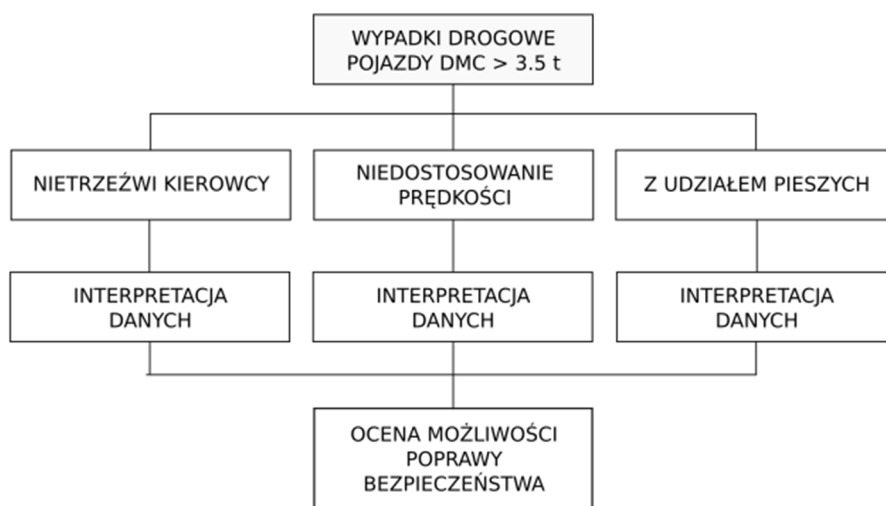 WYPADKI DROGOWE
POJAZDY DMC > 3.5 t
NIETRZEŹWI KIEROWCY
NIEDOSTOSOWANIE
PRĘDKOŚCI
Z UDZIAŁEM PIESZYCH
INTERPRETACJA
DANYCH
INTERPRETACJA
DANYCH
INTERPRETACJA
DANYCH
OCENA MOŻLIWOŚCI
POPRAWY
BEZPIECZEŃSTWA